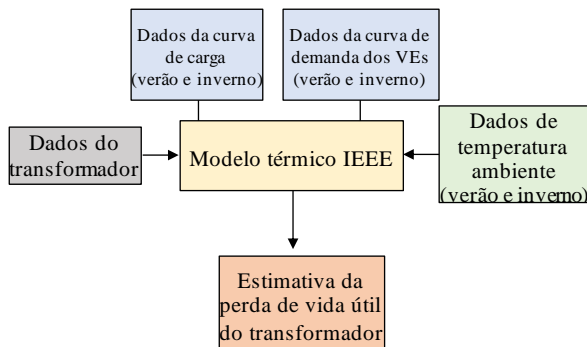 Dados da curva
de carga
(verão e inverno)
Dados da curva de
demanda dos VEs
(verão e inverno)
Dados do
transformador
Modelo térmico IEEE
Dados de
temperatura
ambiente
(verão e inverno)
Estimativa da
perda de vida útil
do transformador